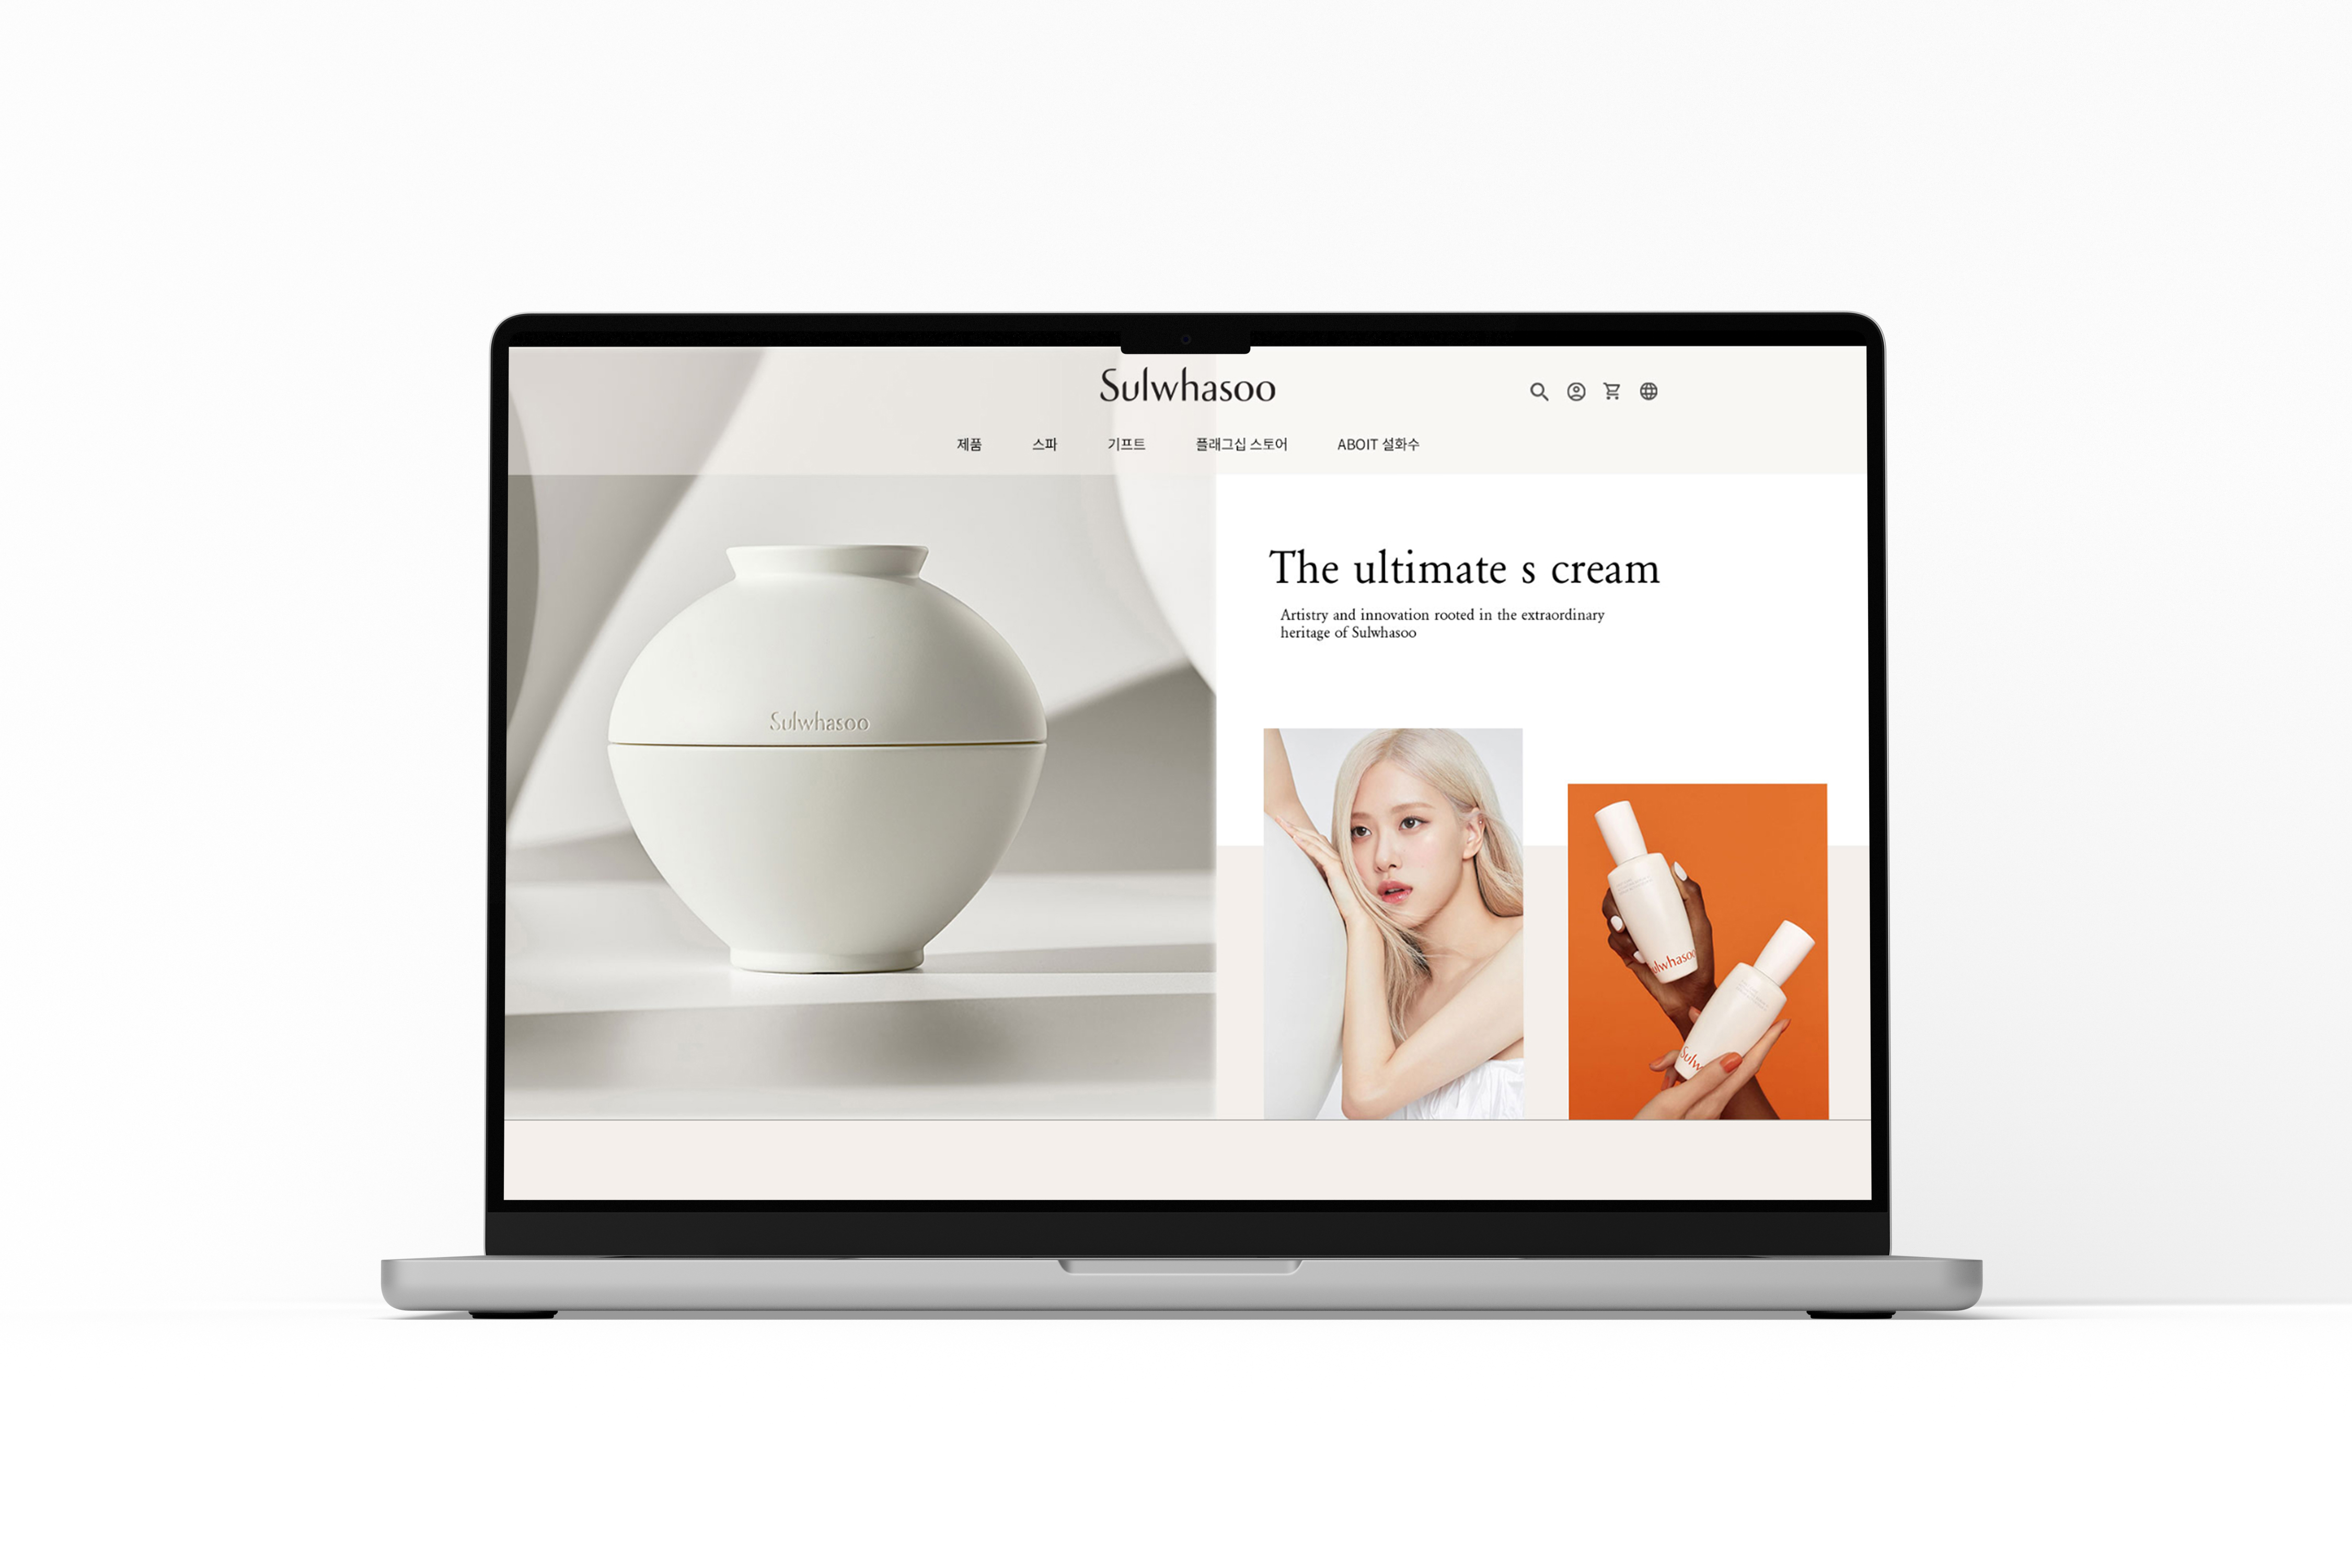 Sulwhasoo
제품 스파 기프트 플래그십 스토어 ABOIT 설화수
The ultimate s cream
Artistry and innovation rooted in the extraordinary
heritage of Sulwhasoo
Sulwhasoo
ulwhasoo
Sulw